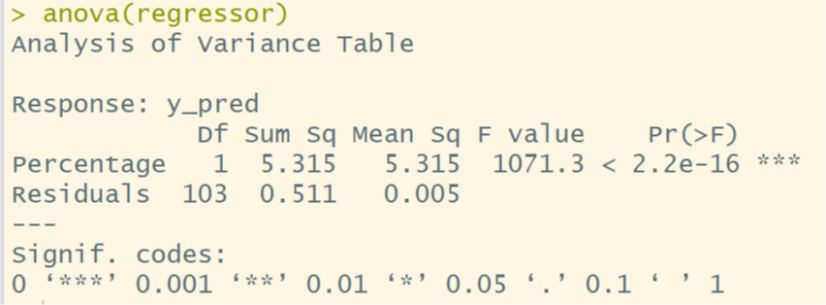 > anova(regressor)
Analysis of Variance Table
Response: y_pred
Df Sum Sq Mean Sq F value Pr(>F)
Percentage 1 5.315 5.315 1071.3 < 2.2e-16 ***
Residuals 103 0.511 0.005
---
Signif. codes:
0 ‘***’ 0.001 ‘**’ 0.01 ‘*’ 0.05 ‘.’ 0.1 ‘ ’ 1